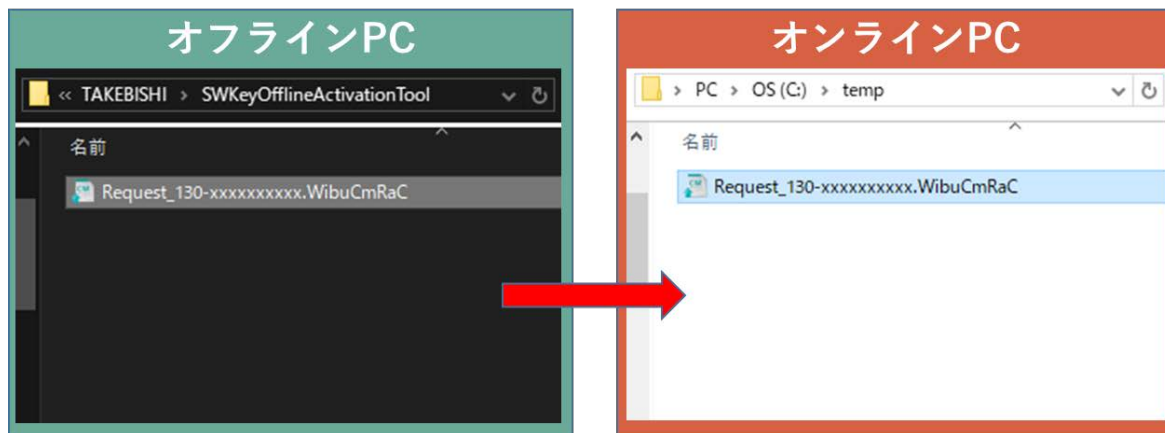 オフラインPC
« TAKEBISHI › SWKeyOfflineActivationTool
名前
Request_130-xxxxxxxxxx.WibuCmRaC
オンラインPC
› PC › OS (C:) › temp
名前
Request_130-xxxxxxxxxx.WibuCmRaC